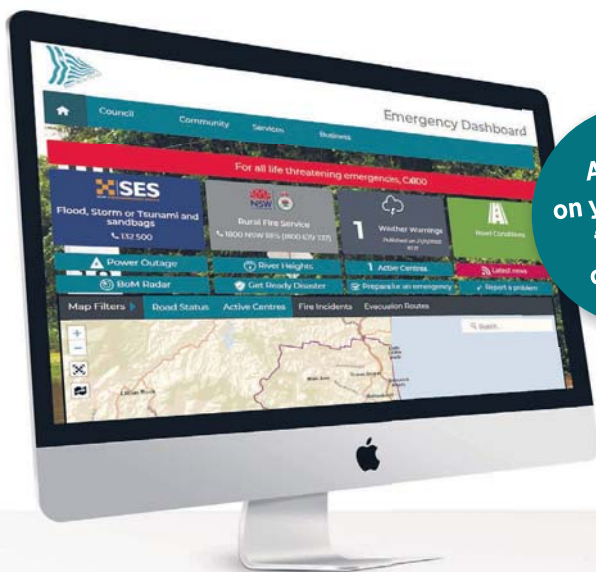 Emergency Dashboard
Council
Community
Services
Business
For all life threatening emergencies, Call 000
SES
Flood, Storm or Tsunami and
sandbags
132 500
NSW
Rural Fire Service
1800 NSW RFS (1800 679 737)
1
Weather Warnings
Road Conditions
Power Outage
River Heights
1 Active Centres
Latest news
BoM Radar
Get Ready Disaster
Prepare for an emergency
Report a problem
Map Filters
Road Status
Active Centres
Fire Incidents
Evacuation Routes
Search
on y